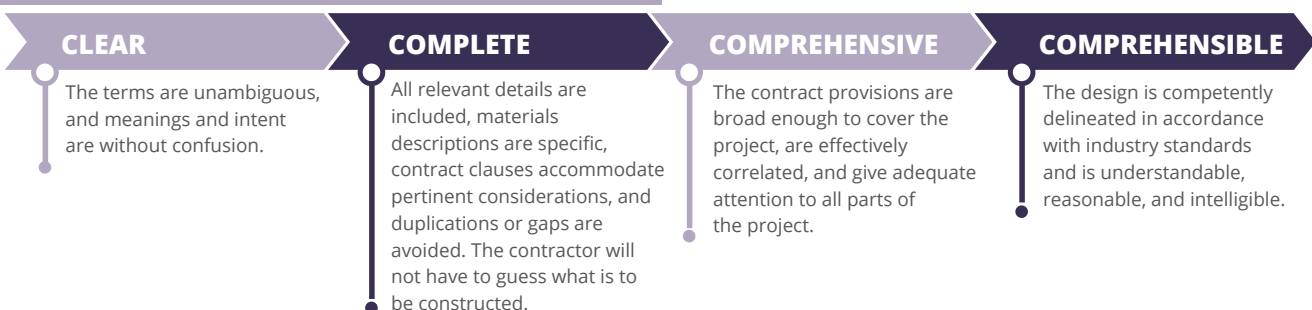 CLEAR
The terms are unambiguous,
and meanings and intent
are without confusion.
COMPLETE
All relevant details are
included, materials
descriptions are specific,
contract clauses accommodate
pertinent considerations, and
duplications or gaps are
avoided. The contractor will
not have to guess what is to
be constructed.
COMPREHENSIVE
The contract provisions are
broad enough to cover the
project, are effectively
correlated, and give adequate
attention to all parts of
the project.
COMPREHENSIBLE
The design is competently
delineated in accordance
with industry standards
and is understandable,
reasonable, and intelligible.